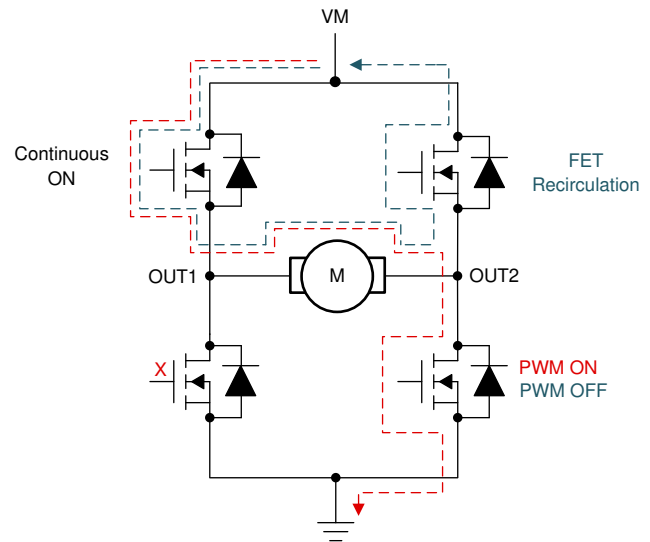 VM
Continuous
ON
FET
Recirculation
OUT1
M
OUT2
X
PWM ON
PWM OFF